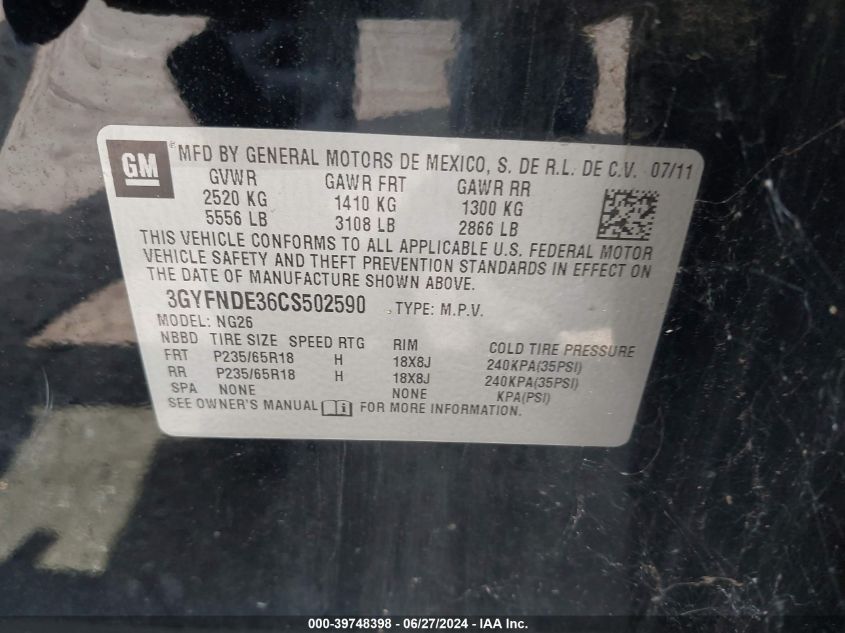 GM ® MFD BY GENERAL MOTORS DE MEXICO, S. DE R.L. DE C.V. 07/11
GVWR GAWR FRT GAWR RR
2520 KG 1410 KG 1300 KG
5556 LB 3108 LB 2866 LB
THIS VEHICLE CONFORMS TO ALL APPLICABLE U.S. FEDERAL MOTOR
VEHICLE SAFETY AND THEFT PREVENTION STANDARDS IN EFFECT ON
THE DATE OF MANUFACTURE SHOWN ABOVE.
3GYFNDE36CS502590 TYPE: M.P.V.
MODEL: NG26
NBBD TIRE SIZE SPEED RTG RIM COLD TIRE PRESSURE
FRT P235/65R18 H 18X8J 240KPA(35PSI)
RR P235/65R18 H 18X8J 240KPA(35PSI)
SPA NONE NONE KPA(PSI)
SEE OWNER'S MANUAL i FOR MORE INFORMATION.
000-39748398 - 06/27/2024 - IAA Inc.